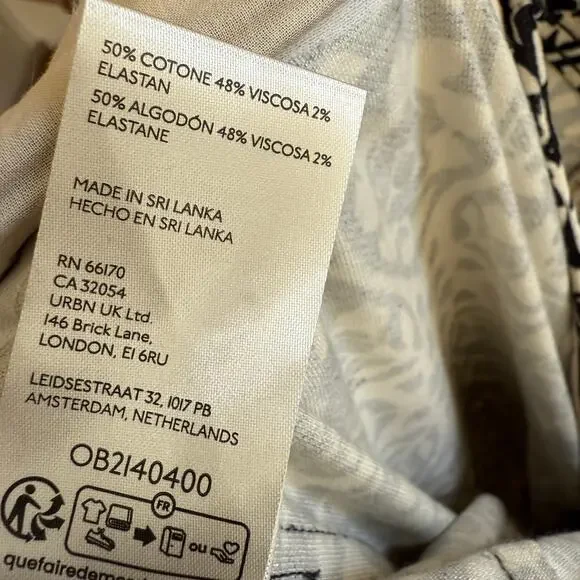 50% COTONE 48% VISCOSA 2%
ELASTAN
50% ALGODÓN 48% VISCOSA 2%
ELASTANE
MADE IN SRI LANKA
HECHO EN SRI LANKA
RN 66170
CA 32054
URBN UK Ltd.
146 Brick Lane,
LONDON, E1 6RU
LEIDSESTRAAT 32, 1017 PB
AMSTERDAM, NETHERLANDS
OB2140400
FR
ou